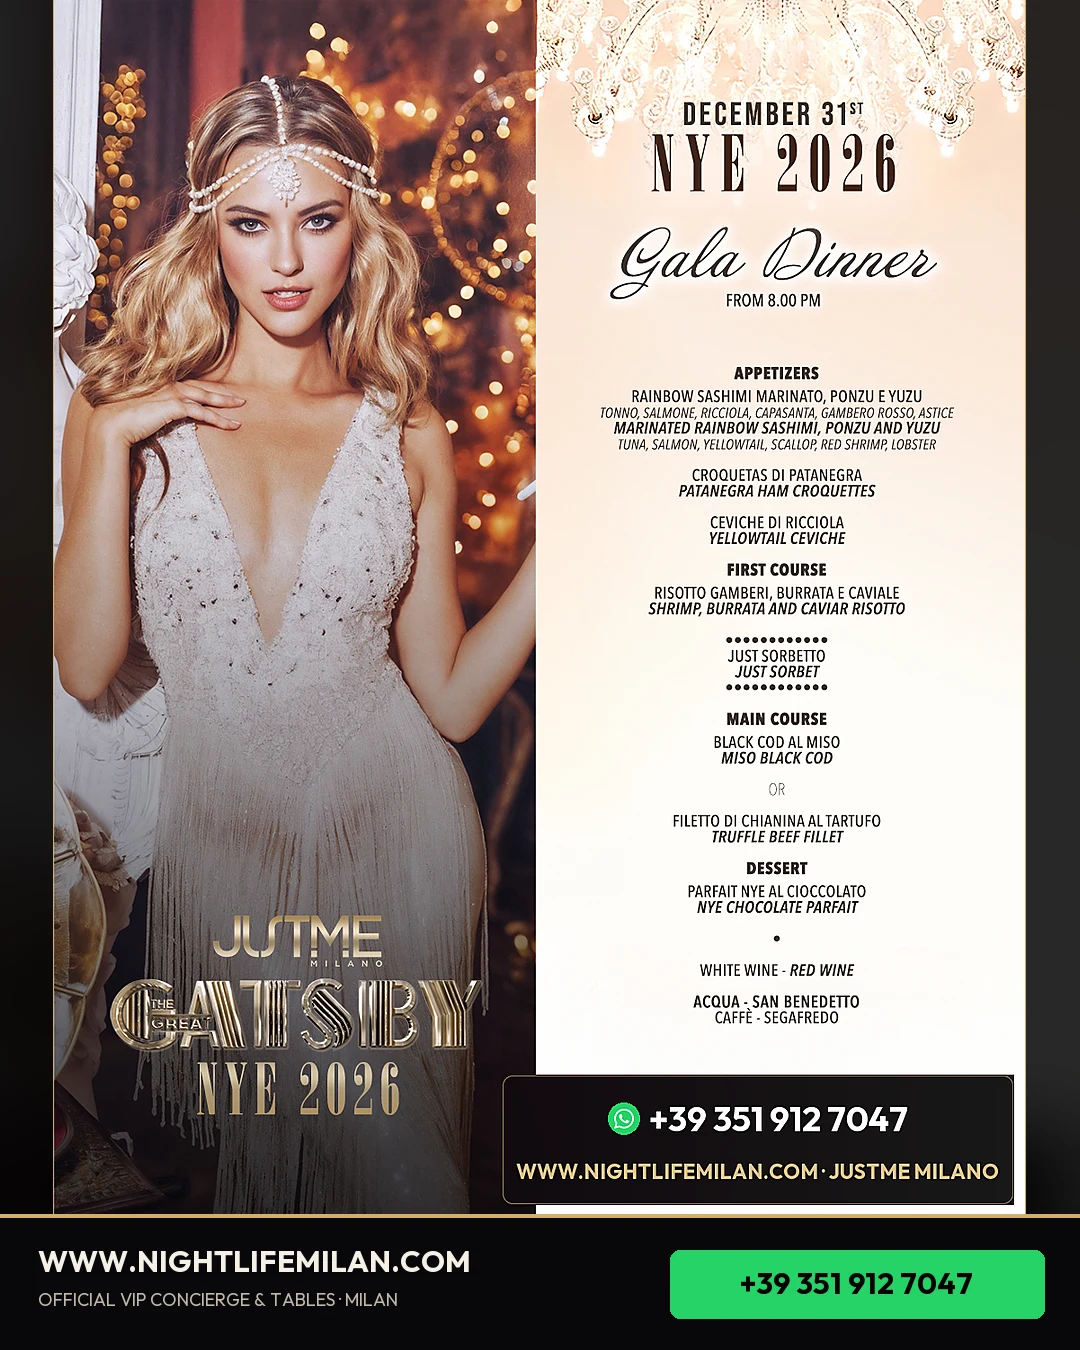 DECEMBER 31ST
NYE 2026
Gala Dinner
FROM 8.00 PM
APPETIZERS
RAINBOW SASHIMI MARINATO, PONZU E YUZU
TONNO, SALMONE, RICCIOLA, CAPASANTA, GAMBERO ROSSO, ASTICE
MARINATED RAINBOW SASHIMI, PONZU AND YUZU
TUNA, SALMON, YELLOWTAIL, SCALLOP, RED SHRIMP, LOBSTER
CROQUETAS DI PATANEGRA
PATANEGRA HAM CROQUETTES
CEVICHE DI RICCIOLA
YELLOWTAIL CEVICHE
FIRST COURSE
RISOTTO GAMBERI, BURRATA E CAVIALE
SHRIMP, BURRATA AND CAVIAR RISOTTO
JUST SORBETTO
JUST SORBET
MAIN COURSE
BLACK COD AL MISO
MISO BLACK COD
OR
FILETTO DI CHIANINA AL TARTUFO
TRUFFLE BEEF FILLET
DESSERT
PARFAIT NYE AL CIOCCOLATO
NYE CHOCOLATE PARFAIT
WHITE WINE - RED WINE
ACQUA - SAN BENEDETTO
CAFFÈ - SEGAFREDO
JUSTME
MILANO
THE GREAT GATSBY
NYE 2026
+39 351 912 7047
WWW.NIGHTLIFEMILAN.COM · JUSTME MILANO
WWW.NIGHTLIFEMILAN.COM
OFFICIAL VIP CONCIERGE & TABLES · MILAN
+39 351 912 7047